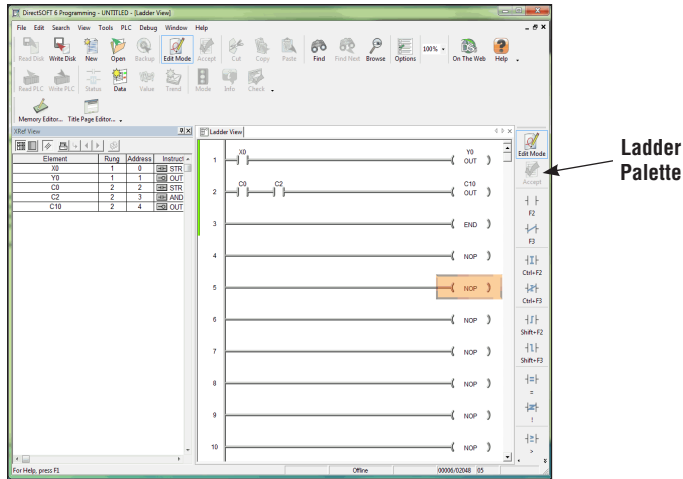 DirectSOFT 6 Programming - UNTITLED - [Ladder View]
File Edit Search View Tools PLC Debug Window Help
Read Disk Write Disk New Open Backup Edit Mode Accept Cut Copy Paste Find Find Next Browse Options 100% On The Web Help
Read PLC Write PLC Status Data Value Trend Mode Info Check
Memory Editor... Title Page Editor...
XRef View
Element Rung Address Instruct
X0 1 0 STR
Y0 1 1 OUT
C0 2 2 STR
C2 2 3 AND
C10 2 4 OUT
Ladder View
1 X0 Y0 OUT
2 C0 C2 C10 OUT
3 END
4 NOP
5 NOP
6 NOP
7 NOP
8 NOP
9 NOP
10 NOP
Edit Mode
Accept
F2
F3
Ctrl+F2
Ctrl+F3
Shift+F2
Shift+F3
=
!
>
Ladder
Palette
For Help, press F1 Offline 00006/02048 05